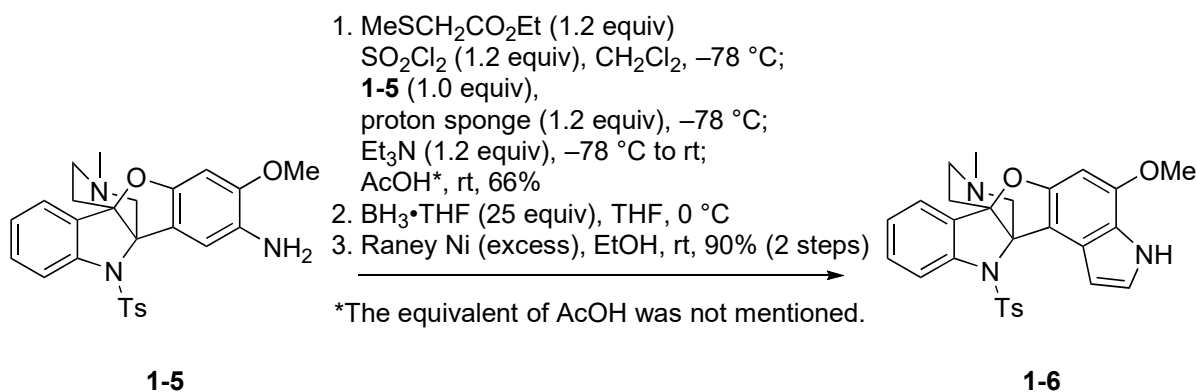 1. MeSCH₂CO₂Et (1.2 equiv)
SO₂Cl₂ (1.2 equiv), CH₂Cl₂, –78 °C;
1-5 (1.0 equiv),
proton sponge (1.2 equiv), –78 °C;
Et₃N (1.2 equiv), –78 °C to rt;
AcOH*, rt, 66%
2. BH₃•THF (25 equiv), THF, 0 °C
3. Raney Ni (excess), EtOH, rt, 90% (2 steps)
*The equivalent of AcOH was not mentioned.
N
O
OMe
NH₂
N
Ts
1-5
N
O
OMe
NH
N
Ts
1-6